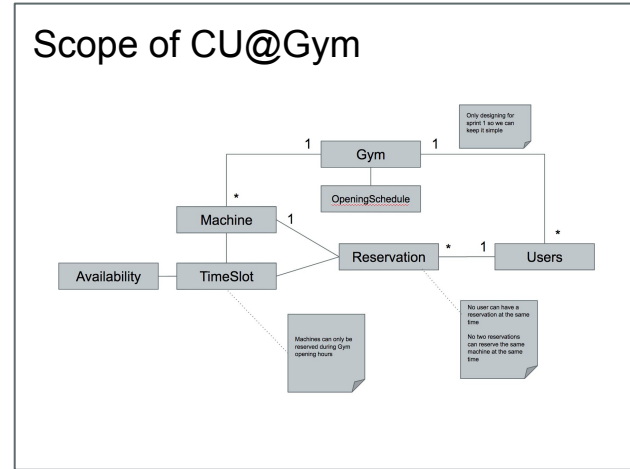 Scope of CU@Gym
Only designing for
sprint 1 so we can
keep it simple
1
Gym
1
OpeningSchedule
*
Machine
1
*
Reservation
*
1
Users
Availability
TimeSlot
Machines can only be
reserved during Gym
opening hours
No user can have a
reservation at the same
time
No two reservations
can reserve the same
machine at the same
time